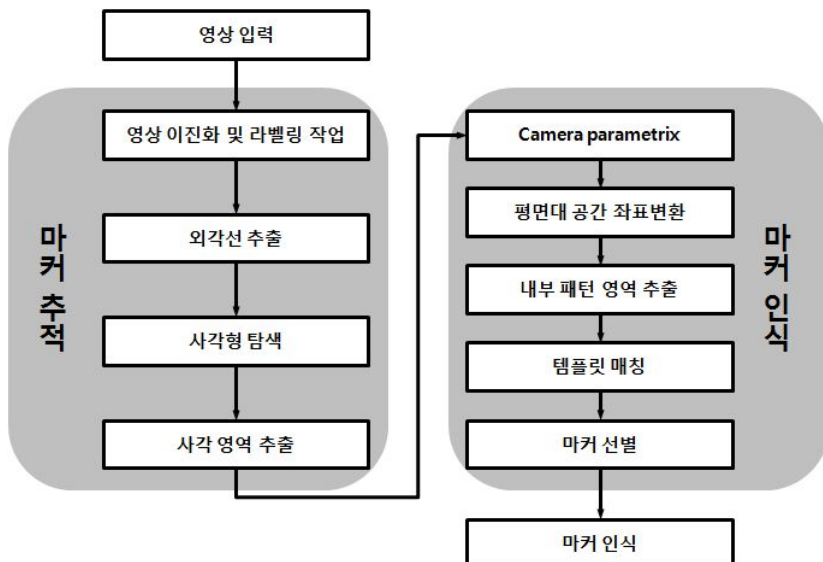 영상 입력
마커 추적
영상 이진화 및 라벨링 작업
외각선 추출
사각형 탐색
사각 영역 추출
마커 인식
Camera parametrix
평면대 공간 좌표변환
내부 패턴 영역 추출
템플릿 매칭
마커 선별
마커 인식